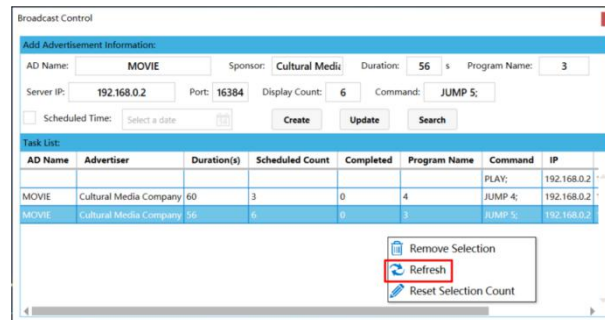 Broadcast Control
Add Advertisement Information:
AD Name: MOVIE Sponsor: Cultural Media Duration: 56 s Program Name: 3
Server IP: 192.168.0.2 Port: 16384 Display Count: 6 Command: JUMP 5;
Scheduled Time: Select a date Create Update Search
Task List:
AD Name Advertiser Duration(s) Scheduled Count Completed Program Name Command IP
PLAY; 192.168.0.2
MOVIE Cultural Media Company 60 3 0 4 JUMP 4; 192.168.0.2
MOVIE Cultural Media Company 56 6 0 3 JUMP 5; 192.168.0.2
Remove Selection
Refresh
Reset Selection Count